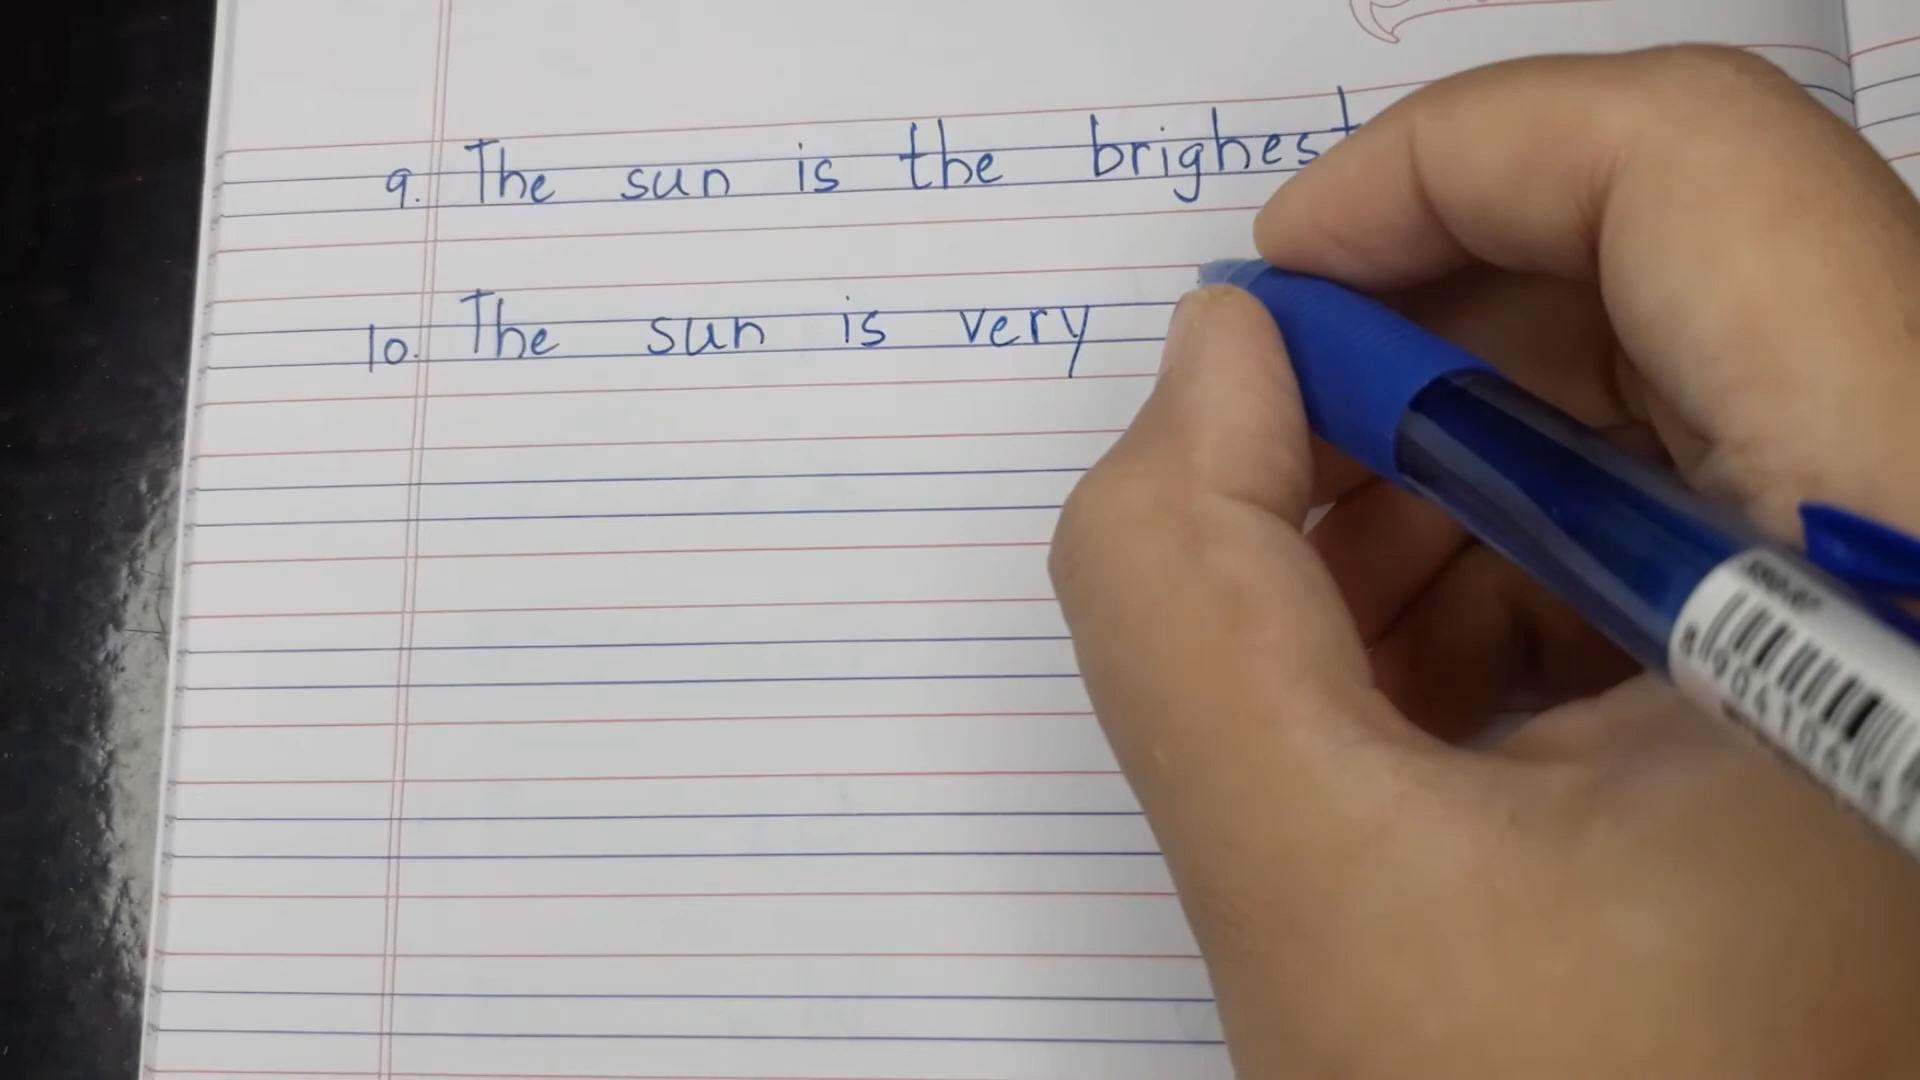 9. The sun is the brighest
10. The sun is very